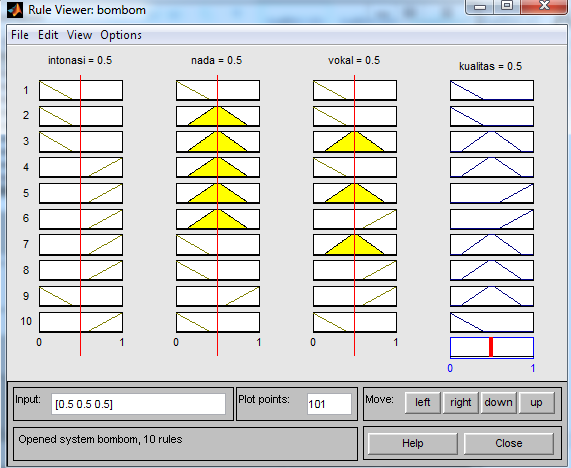 Rule Viewer: bombom
File Edit View Options
intonasi = 0.5 nada = 0.5 vokal = 0.5 kualitas = 0.5
1
2
3
4
5
6
7
8
9
10
0 1 0 1 0 1
0 1
Input: [0.5 0.5 0.5] Plot points: 101 Move: left right down up
Opened system bombom, 10 rules Help Close